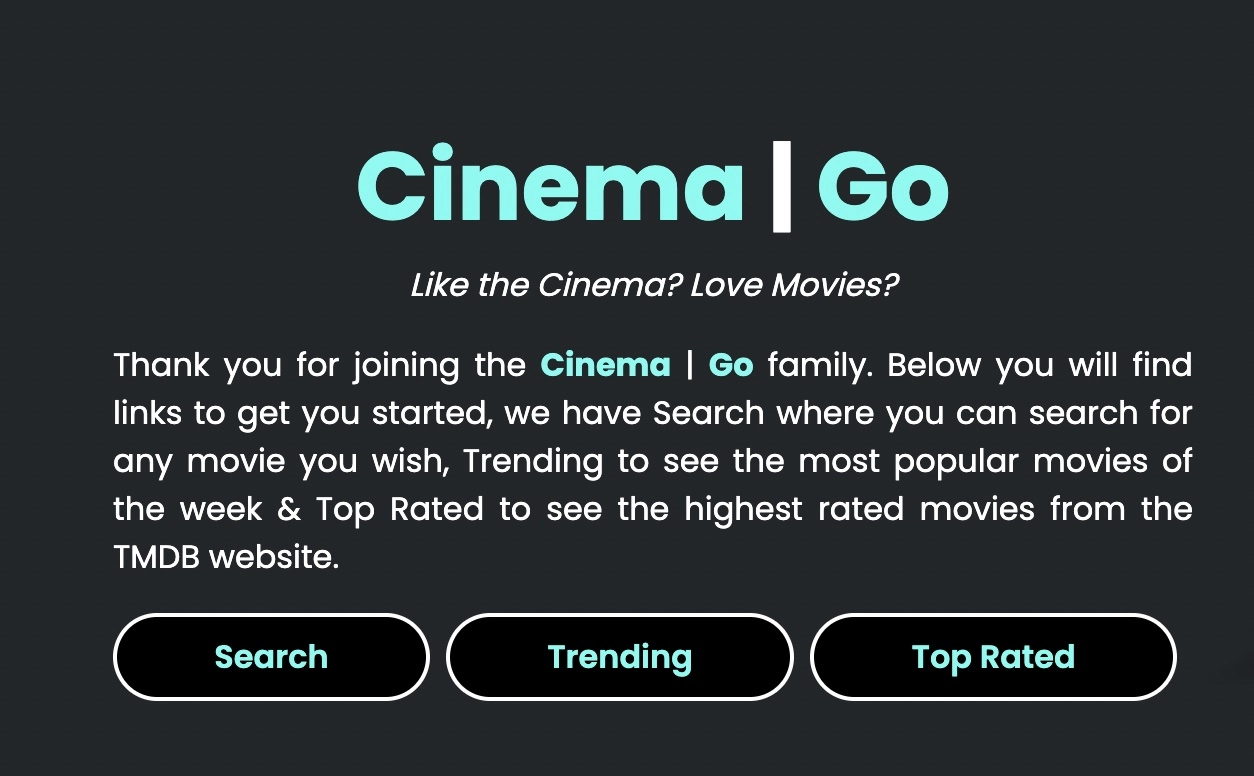 Cinema | Go
Like the Cinema? Love Movies?
Thank you for joining the Cinema | Go family. Below you will find
links to get you started, we have Search where you can search for
any movie you wish, Trending to see the most popular movies of
the week & Top Rated to see the highest rated movies from the
TMDB website.
Search
Trending
Top Rated